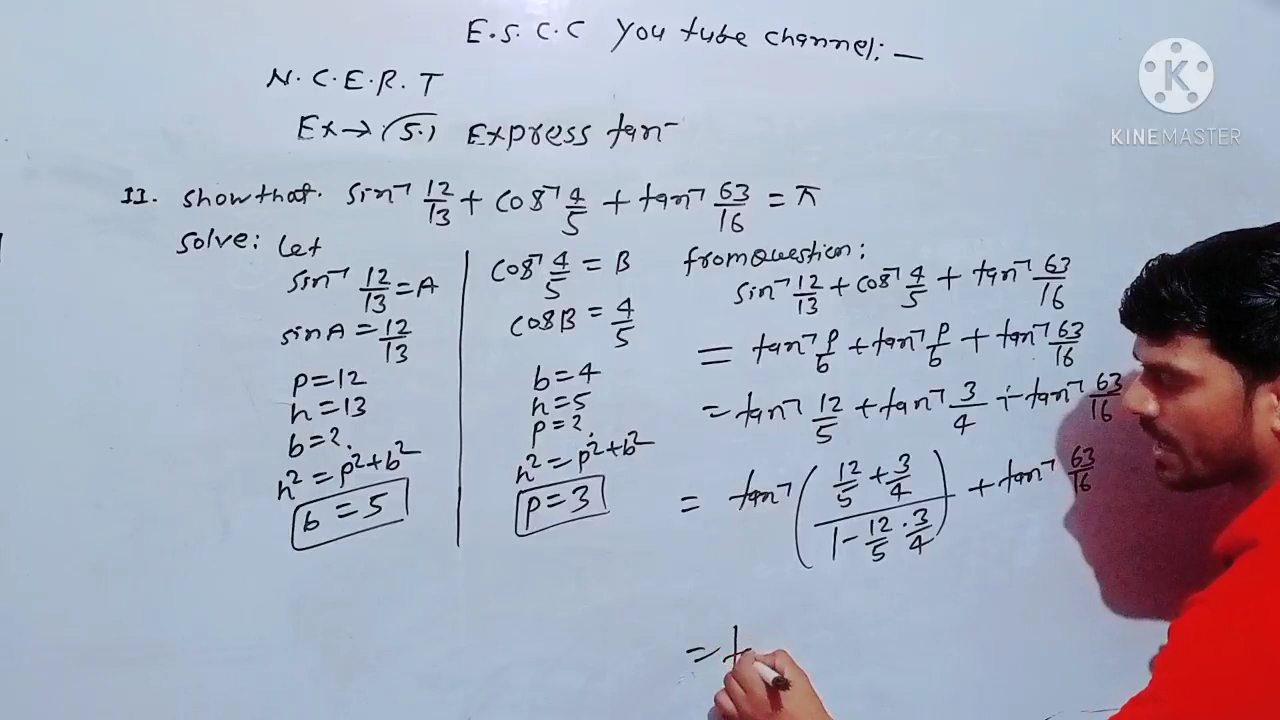 E.S.C.C You tube channel:—
N.C.E.R.T
Ex→(5.) Express tan⁻
II. Show that. sin⁻¹ 12/13 + cos⁻¹ 4/5 + tan⁻¹ 63/16 = π
Solve: Let
sin⁻¹ 12/13 = A
sinA = 12/13
P=12
h=13
b=?.
h²=p²+b²
b=5
cos⁻¹ 4/5 = B
cosB = 4/5
b=4
h=5
p=?.
h²=p²+b²
p=3
from Question:
sin⁻¹ 12/13 + cos⁻¹ 4/5 + tan⁻¹ 63/16
= tan⁻¹ p/b + tan⁻¹ p/b + tan⁻¹ 63/16
= tan⁻¹ 12/5 + tan⁻¹ 3/4 + tan⁻¹ 63/16
= tan⁻¹ ((12/5 + 3/4)/(1 - 12/5 . 3/4)) + tan⁻¹ 63/16
= t
K
KINEMASTER